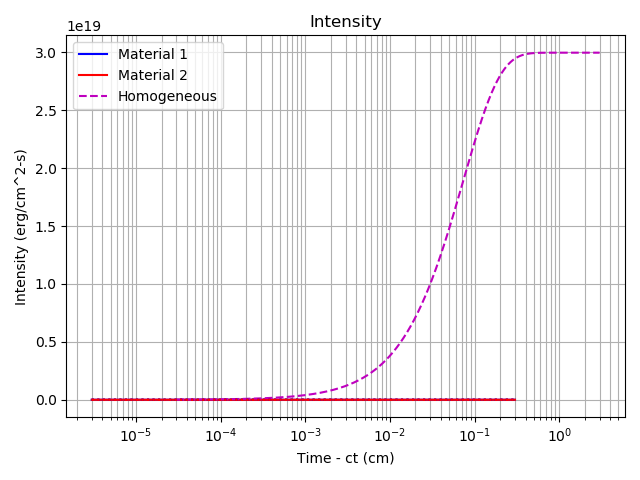 Intensity
1e19
Material 1
Material 2
Homogeneous
3.0
2.5
2.0
1.5
1.0
0.5
0.0
Intensity (erg/cm^2-s)
10⁻⁵ 10⁻⁴ 10⁻³ 10⁻² 10⁻¹ 10⁰
Time - ct (cm)